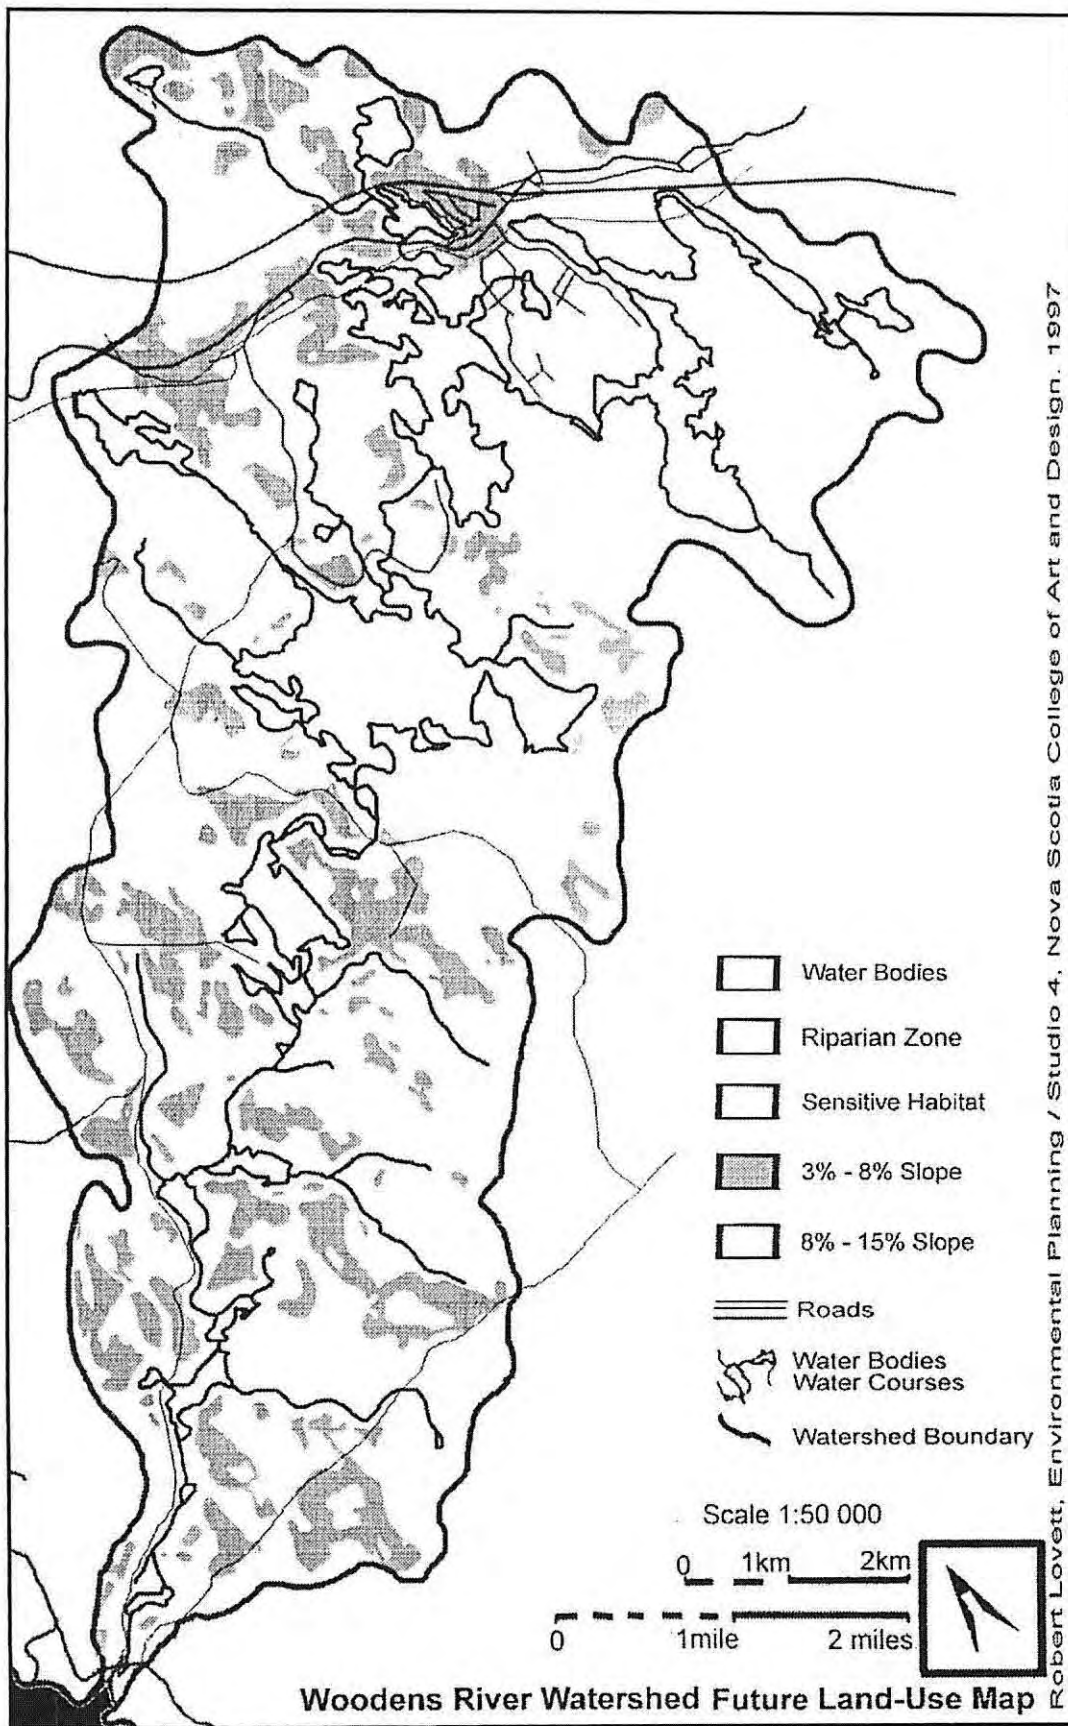 Water Bodies
Riparian Zone
Sensitive Habitat
3% - 8% Slope
8% - 15% Slope
Roads
Water Bodies
Water Courses
Watershed Boundary
Scale 1:50 000
0 1km 2km
0 1mile 2 miles
Woodens River Watershed Future Land-Use Map
Robert Lovett, Environmental Planning / Studio 4, Nova Scotia College of Art and Design. 1997